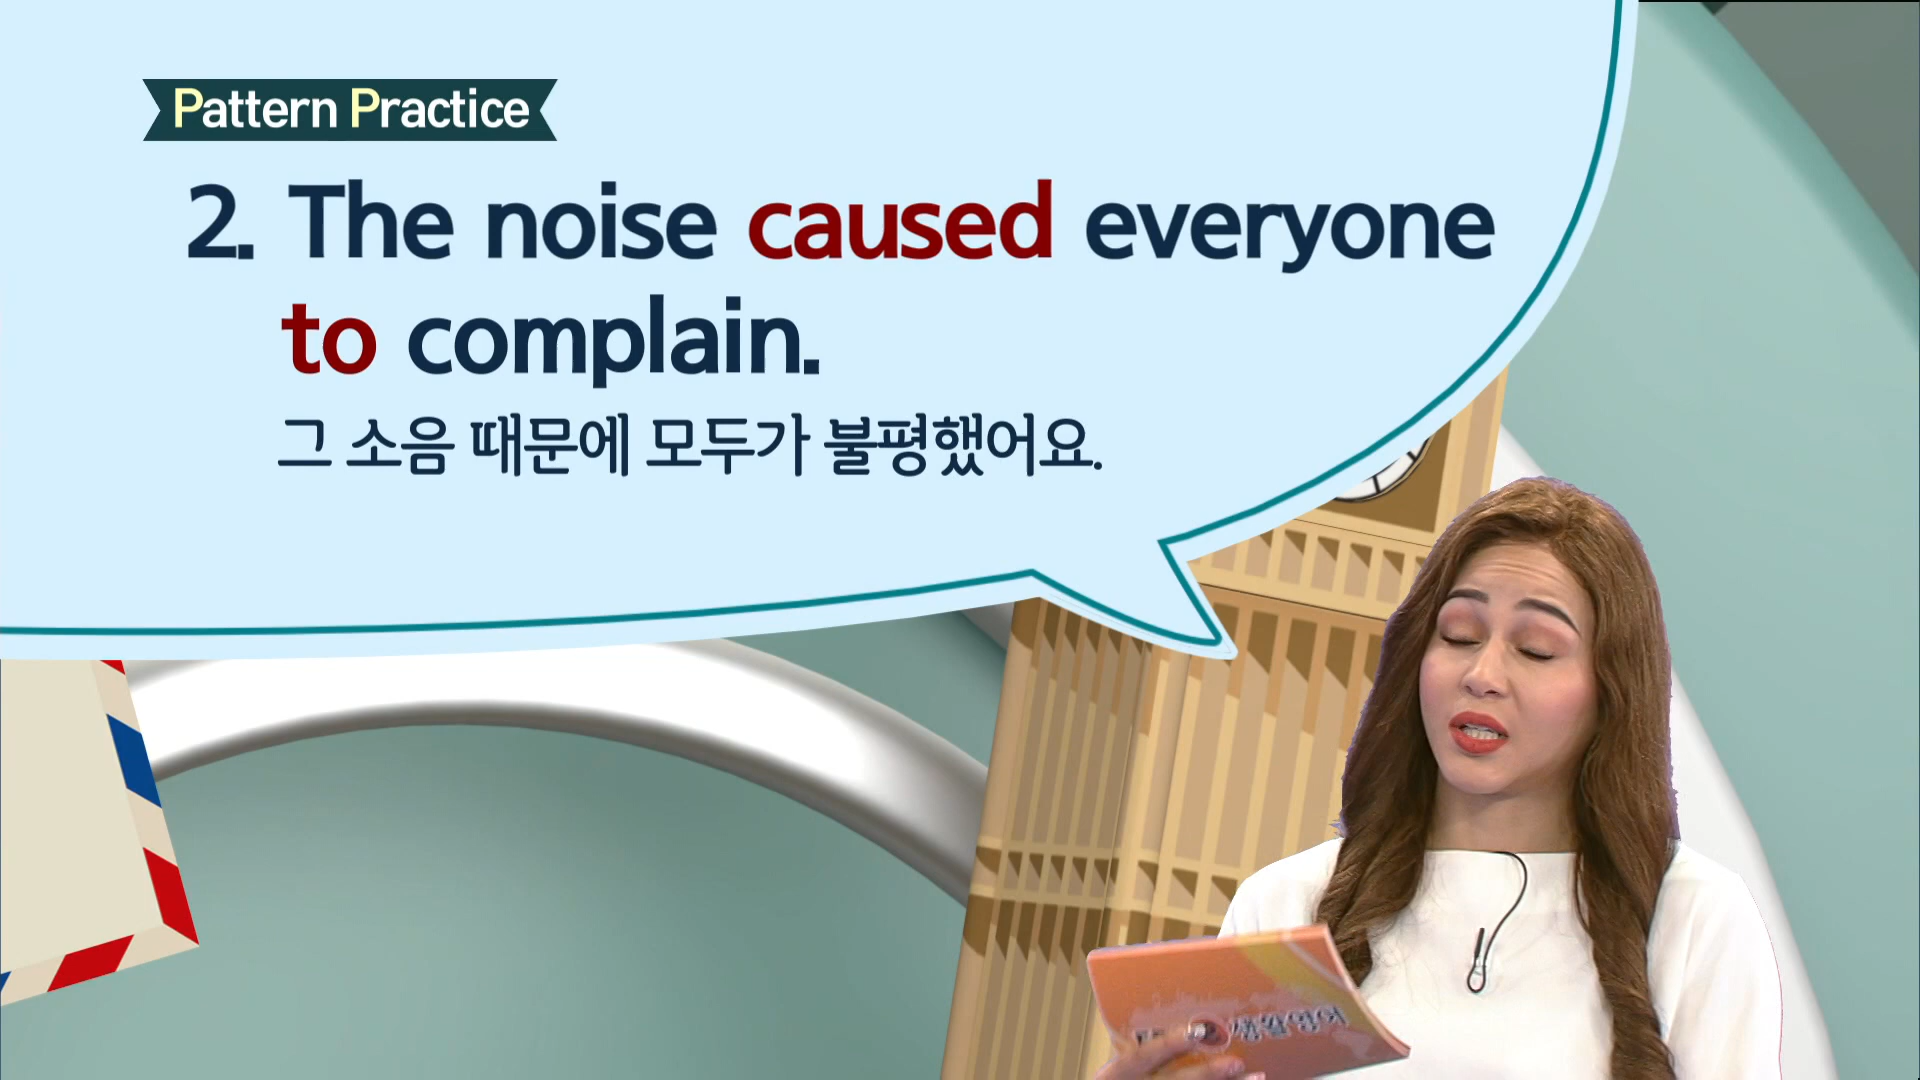 Pattern Practice
2. The noise caused everyone
to complain.
그 소음 때문에 모두가 불평했어요.